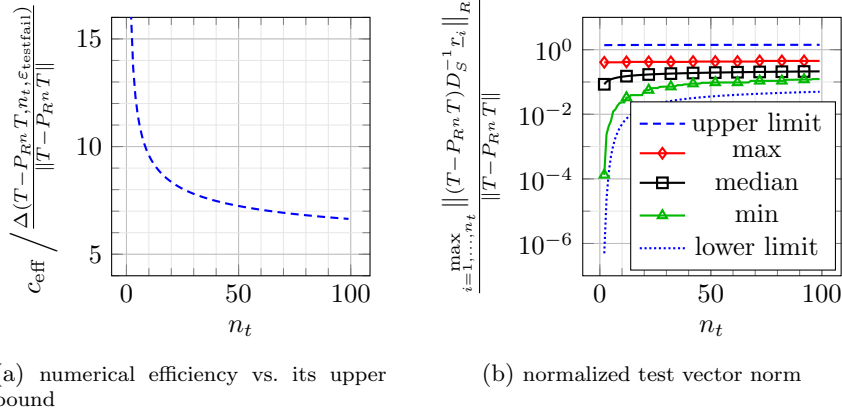 15
10
5
0
50
100
n_t
c_eff / Δ(T−P_{R^n}T, n_t, ε_testfail) / ‖T−P_{R^n}T‖
10^0
10^−2
10^−4
10^−6
0
50
100
n_t
max_{i=1,...,n_t} ‖(T−P_{R^n}T)D_S^{−1} r_i‖_R / ‖T−P_{R^n}T‖
upper limit
max
median
min
lower limit
a) numerical efficiency vs. its upper
ound
(b) normalized test vector norm